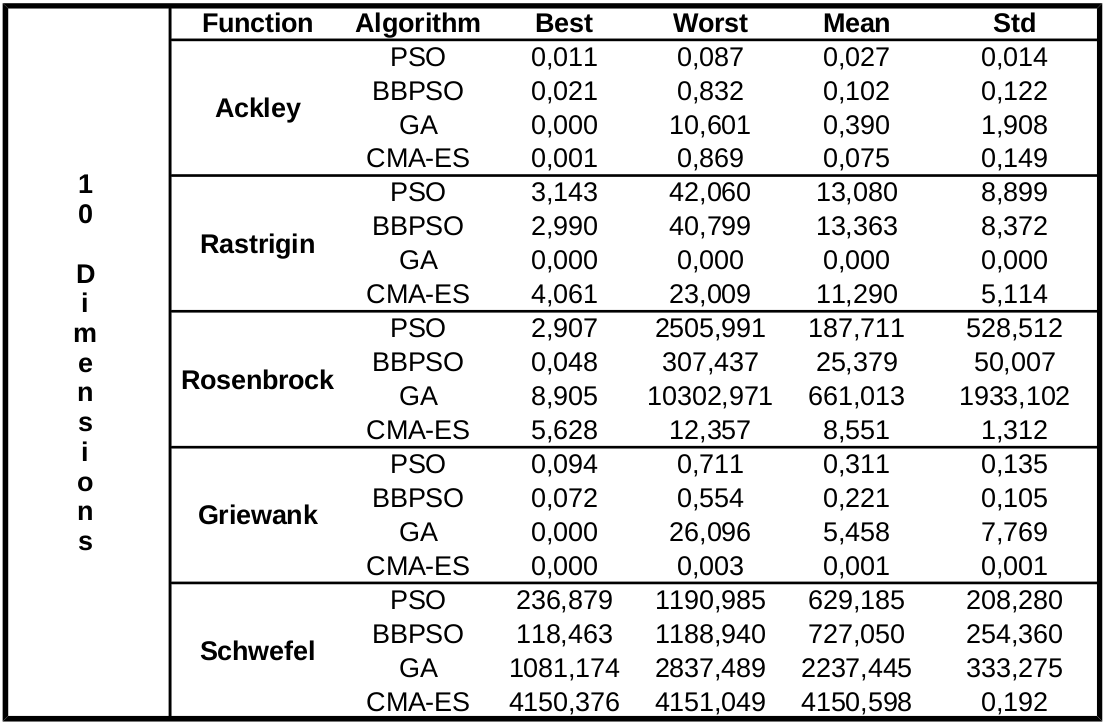 10 Dimensions
Function Algorithm Best Worst Mean Std
Ackley
PSO 0,011 0,087 0,027 0,014
BBPSO 0,021 0,832 0,102 0,122
GA 0,000 10,601 0,390 1,908
CMA-ES 0,001 0,869 0,075 0,149
Rastrigin
PSO 3,143 42,060 13,080 8,899
BBPSO 2,990 40,799 13,363 8,372
GA 0,000 0,000 0,000 0,000
CMA-ES 4,061 23,009 11,290 5,114
Rosenbrock
PSO 2,907 2505,991 187,711 528,512
BBPSO 0,048 307,437 25,379 50,007
GA 8,905 10302,971 661,013 1933,102
CMA-ES 5,628 12,357 8,551 1,312
Griewank
PSO 0,094 0,711 0,311 0,135
BBPSO 0,072 0,554 0,221 0,105
GA 0,000 26,096 5,458 7,769
CMA-ES 0,000 0,003 0,001 0,001
Schwefel
PSO 236,879 1190,985 629,185 208,280
BBPSO 118,463 1188,940 727,050 254,360
GA 1081,174 2837,489 2237,445 333,275
CMA-ES 4150,376 4151,049 4150,598 0,192